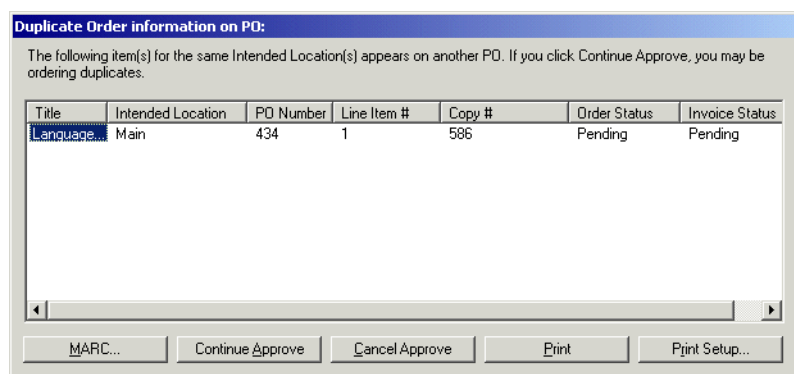 Duplicate Order information on PO:
The following item(s) for the same Intended Location(s) appears on another PO. If you click Continue Approve, you may be
ordering duplicates.
Title Intended Location PO Number Line Item # Copy # Order Status Invoice Status
Language... Main 434 1 586 Pending Pending
MARC... Continue Approve Cancel Approve Print Print Setup...